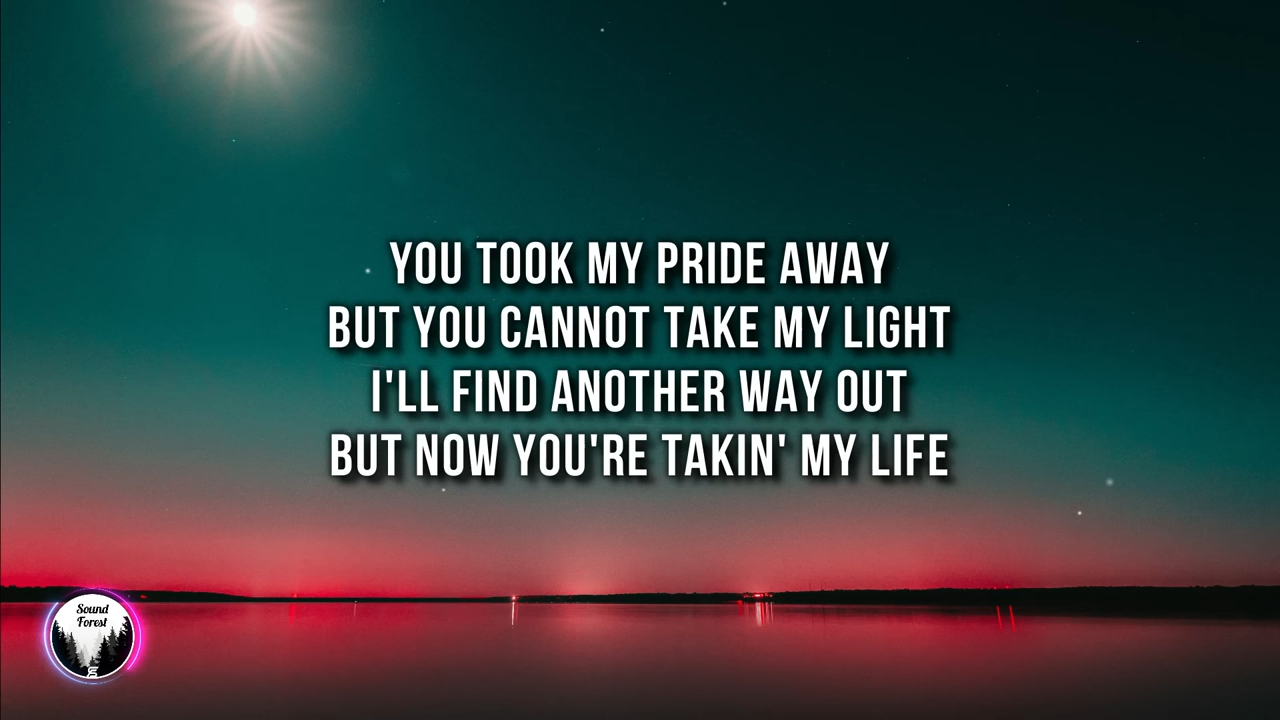 YOU TOOK MY PRIDE AWAY
BUT YOU CANNOT TAKE MY LIGHT
I'LL FIND ANOTHER WAY OUT
BUT NOW YOU'RE TAKIN' MY LIFE
Sound
Forest